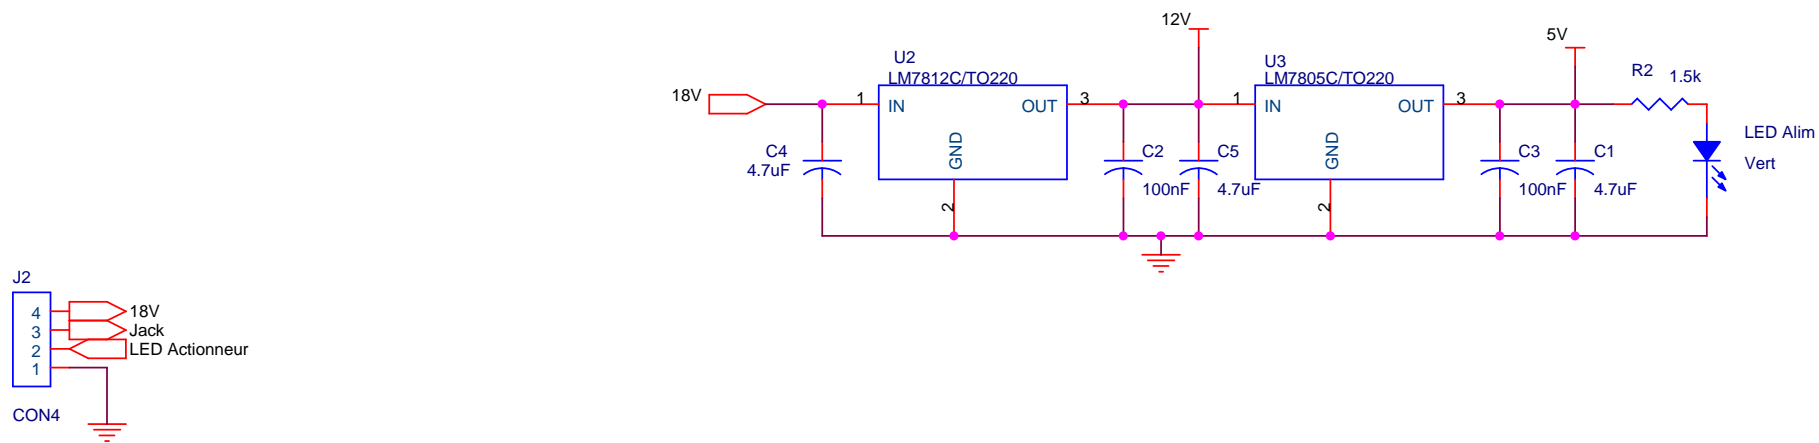 12V
5V
U2
LM7812C/TO220
U3
LM7805C/TO220
R2
1.5k
18V
1
IN
OUT
3
GND
2
1
IN
OUT
3
GND
2
LED Alim
Vert
C4
4.7uF
C2
100nF
C5
4.7uF
C3
100nF
C1
4.7uF
J2
4
18V
3
Jack
2
LED Actionneur
1
CON4